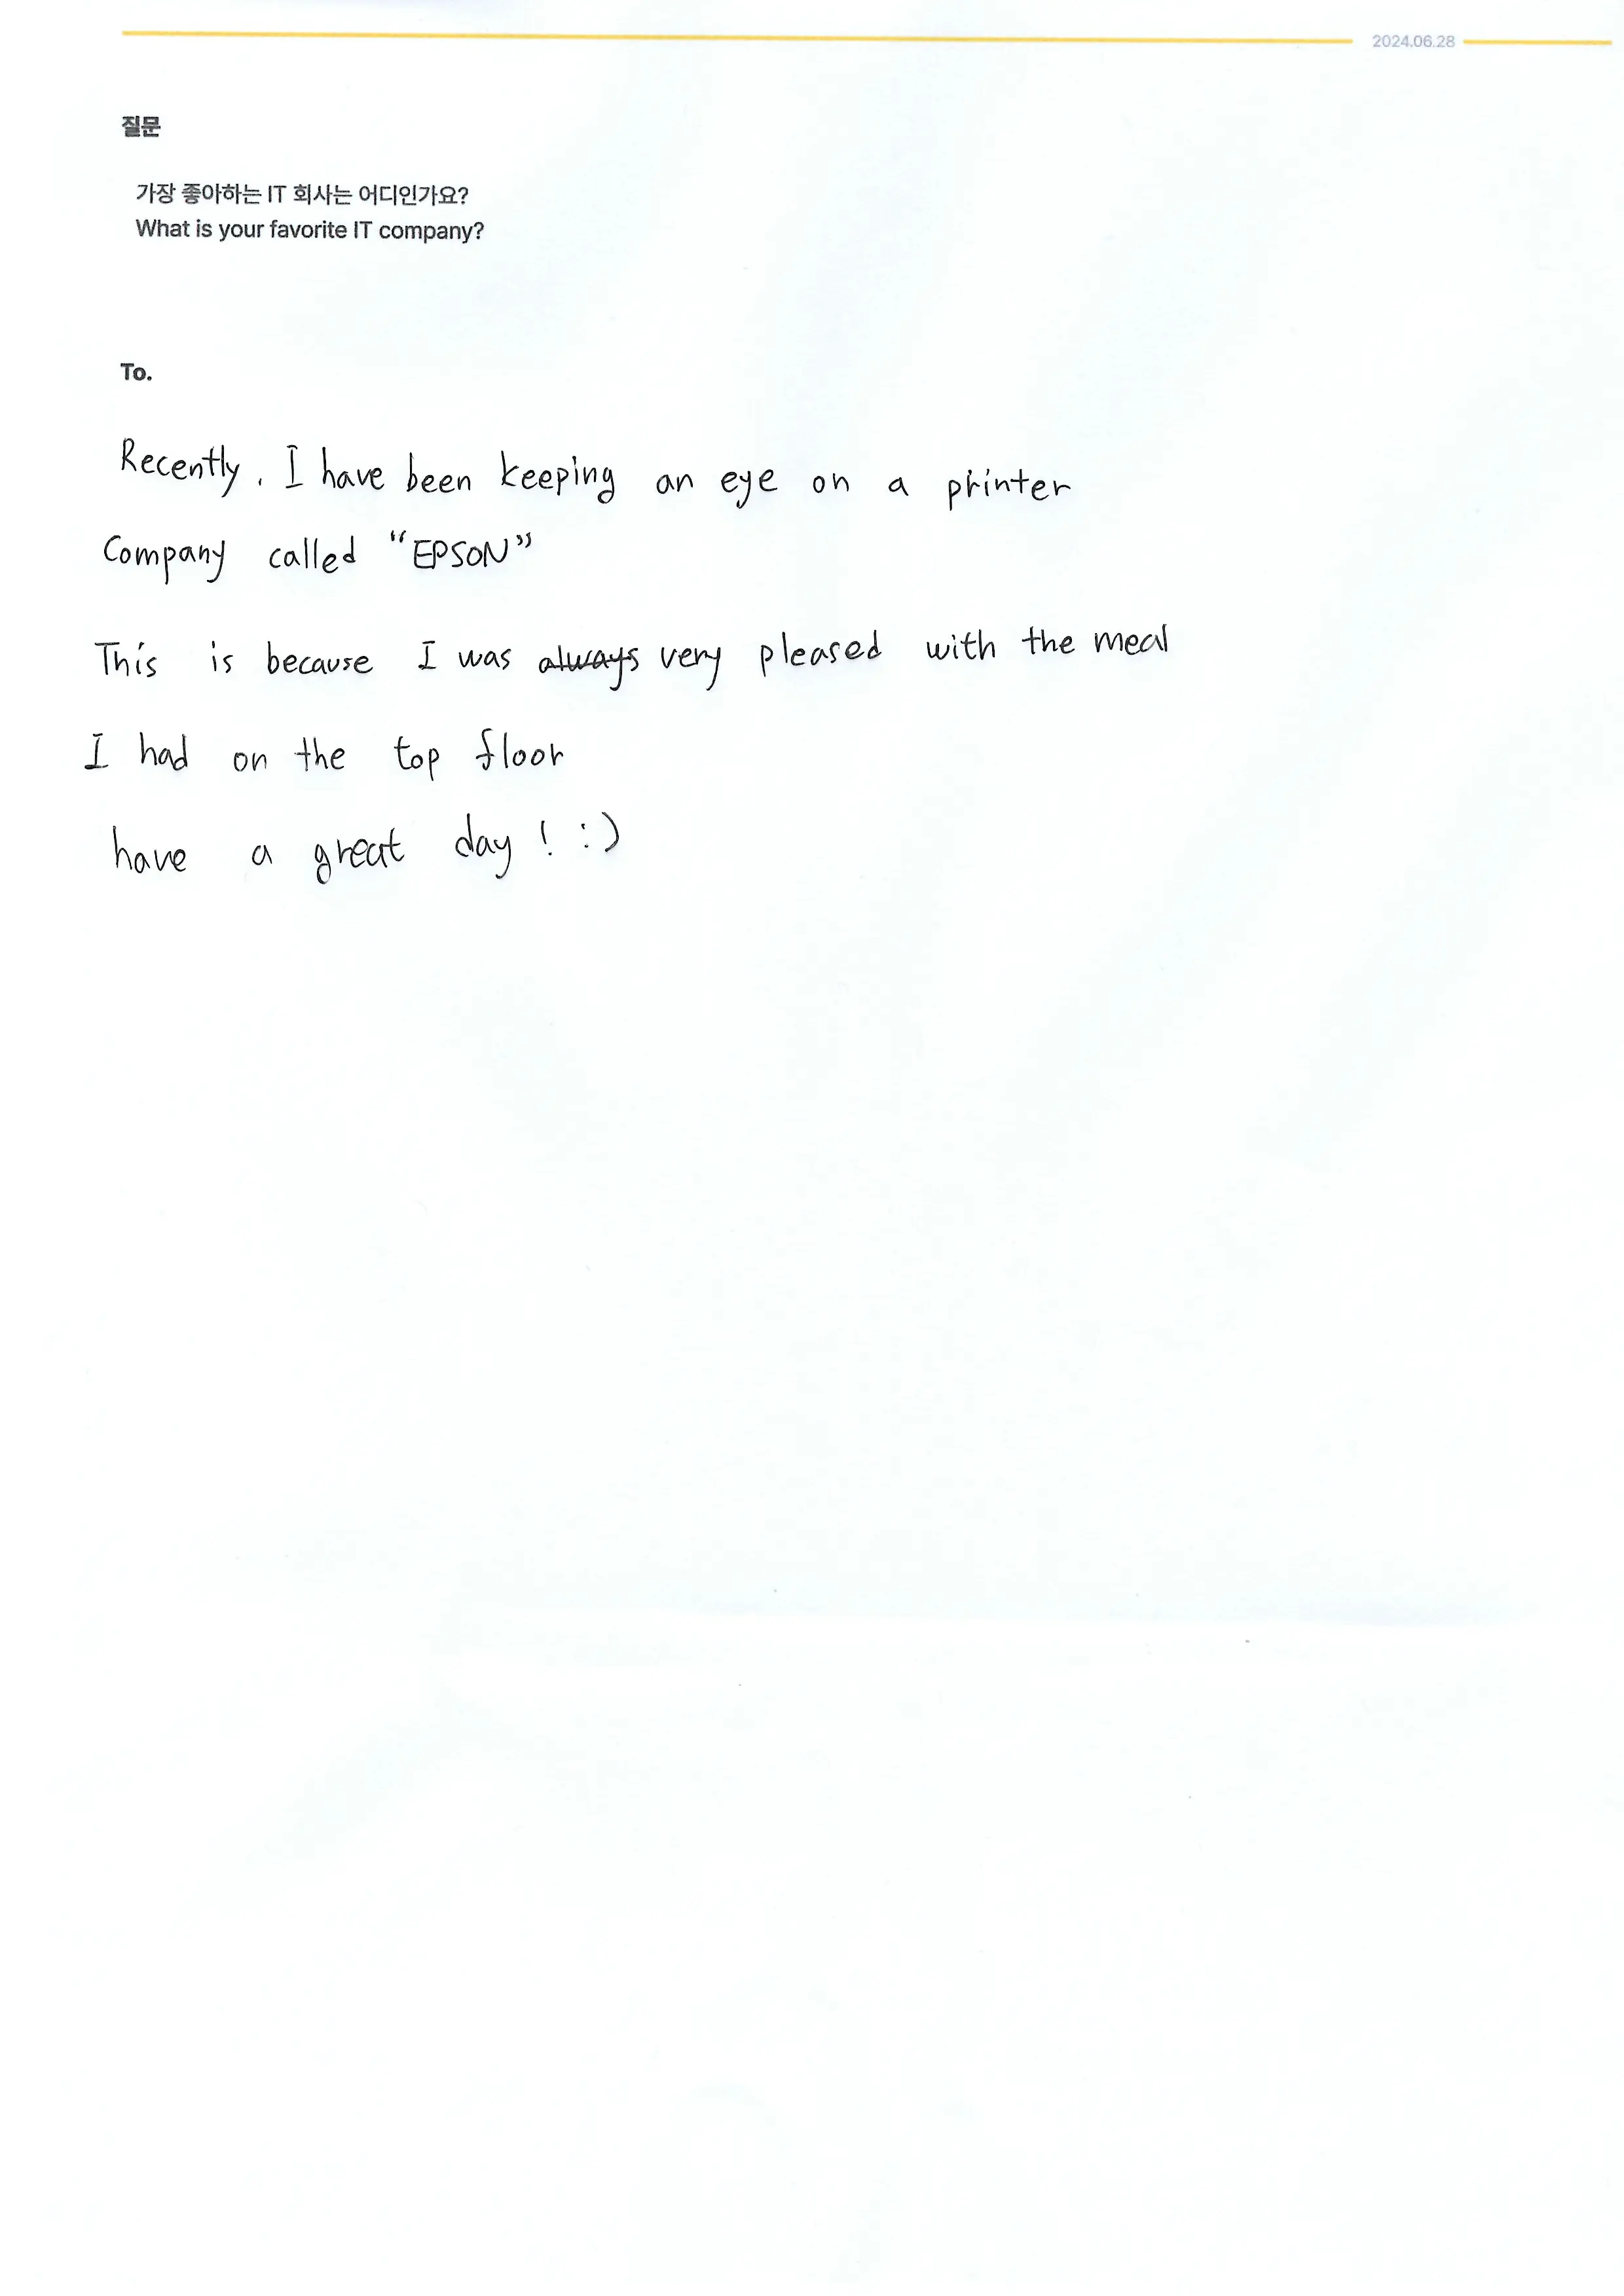 2024.06.28
질문
가장 좋아하는 IT 회사는 어디인가요?
What is your favorite IT company?
To.
Recently, I have been keeping an eye on a printer
Company called "EPSON"
This is because I was always very pleased with the meal
I had on the top floor
have a great day! :)